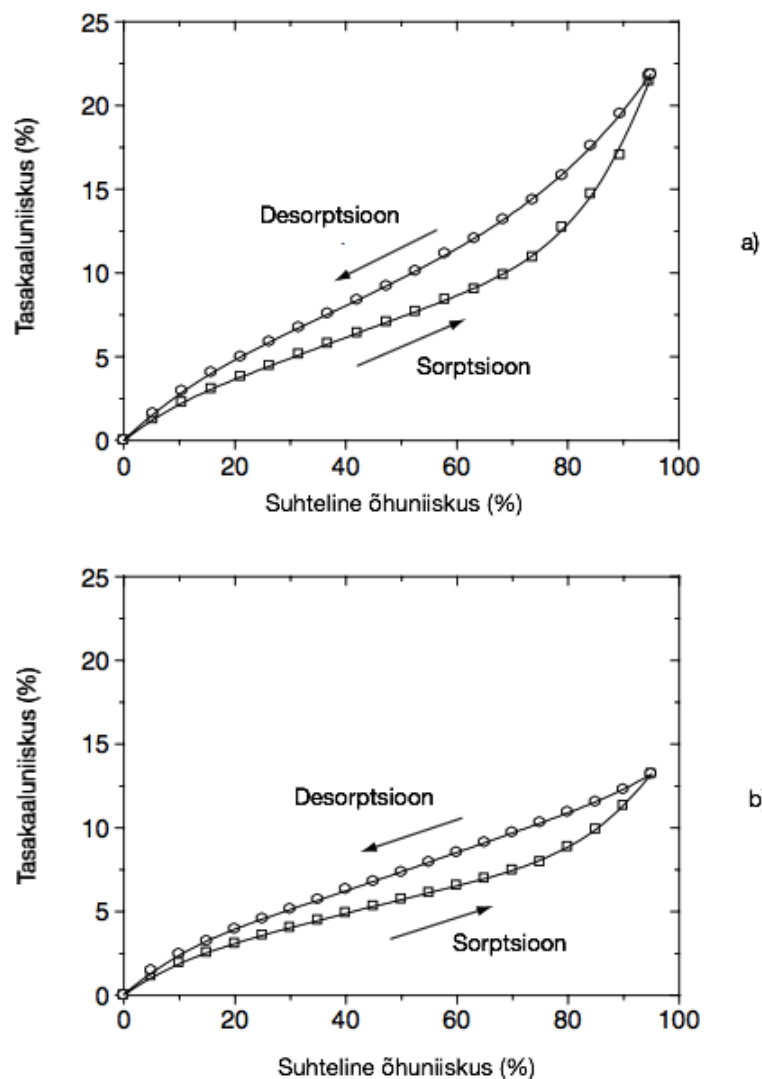 25
20
15
10
5
0
Tasakaaluniiskus (%)
Desorptsioon
Sorptsioon
a)
0 20 40 60 80 100
Suhteline õhuniiskus (%)
25
20
15
10
5
0
Tasakaaluniiskus (%)
Desorptsioon
Sorptsioon
b)
0 20 40 60 80 100
Suhteline õhuniiskus (%)